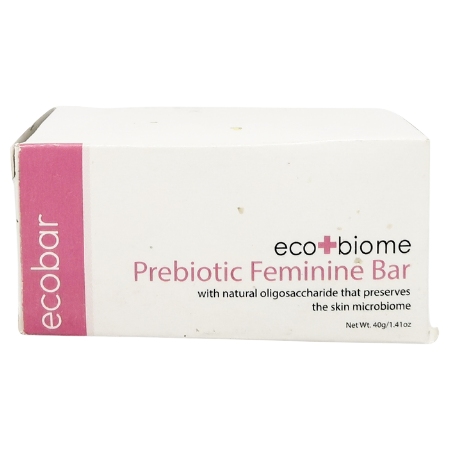 ecobar
eco+biome
Prebiotic Feminine Bar
with natural oligosaccharide that preserves
the skin microbiome
Net Wt. 40g/1.41oz